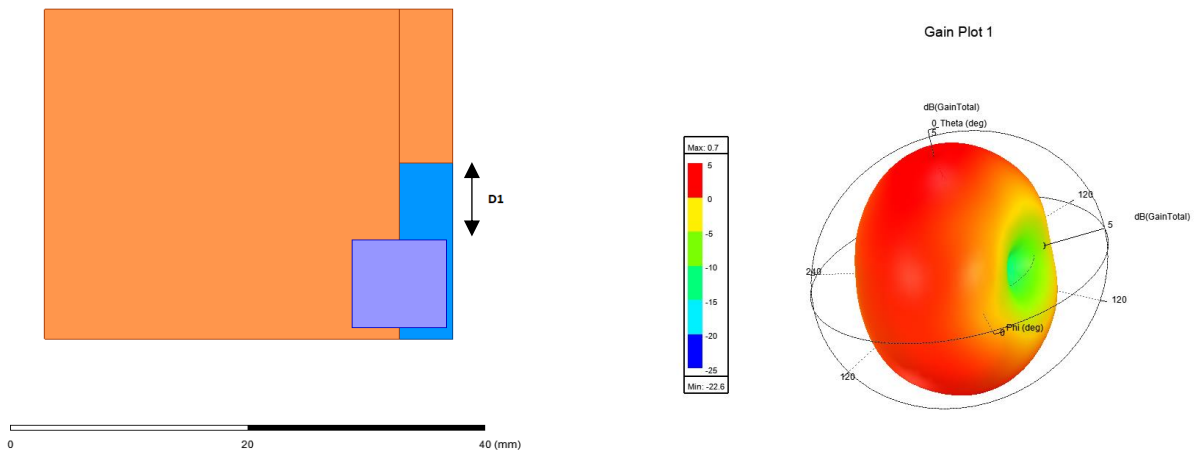 D1
0
20
40 (mm)
Gain Plot 1
Max: 0.7
5
0
-5
-10
-15
-20
-25
Min: -22.6
dB(GainTotal)
0 Theta (deg)
5
120
5
dB(GainTotal)
240
120
0
Phi (deg)
120